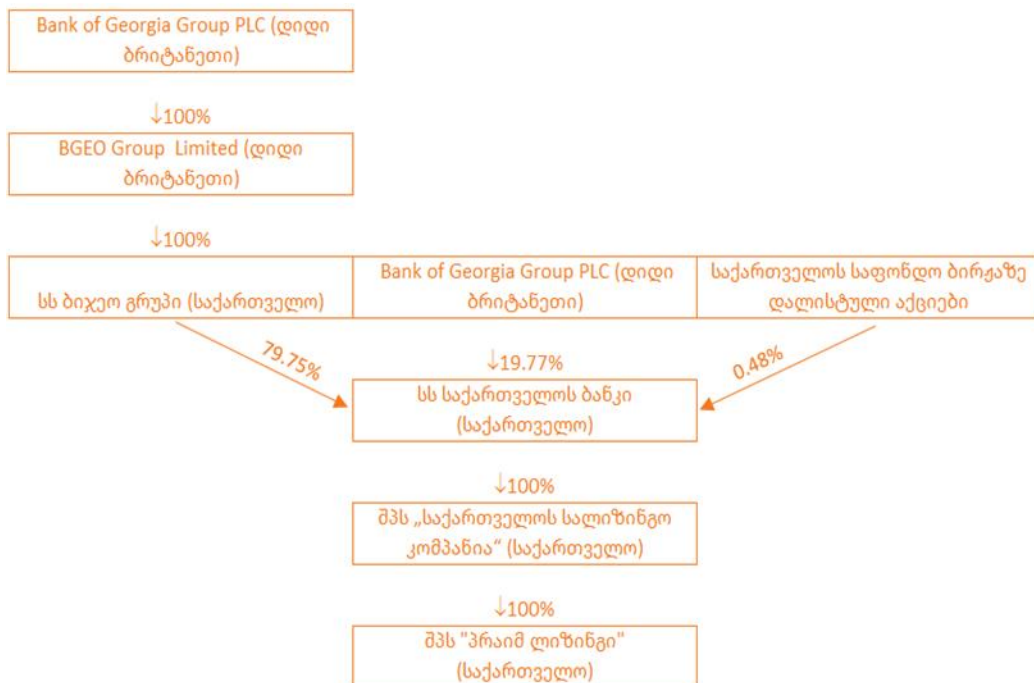 Bank of Georgia Group PLC (დიდი
ბრიტანეთი)
↓100%
BGEO Group Limited (დიდი
ბრიტანეთი)
↓100%
სს ბიჯეო გრუპი (საქართველო)
Bank of Georgia Group PLC (დიდი
ბრიტანეთი)
საქართველოს საფონდო ბირჟაზე
დალისტული აქციები
79.75%
↓19.77%
0.48%
სს საქართველოს ბანკი
(საქართველო)
↓100%
შპს „საქართველოს სალიზინგო
კომპანია“ (საქართველო)
↓100%
შპს "პრაიმ ლიზინგი"
(საქართველო)